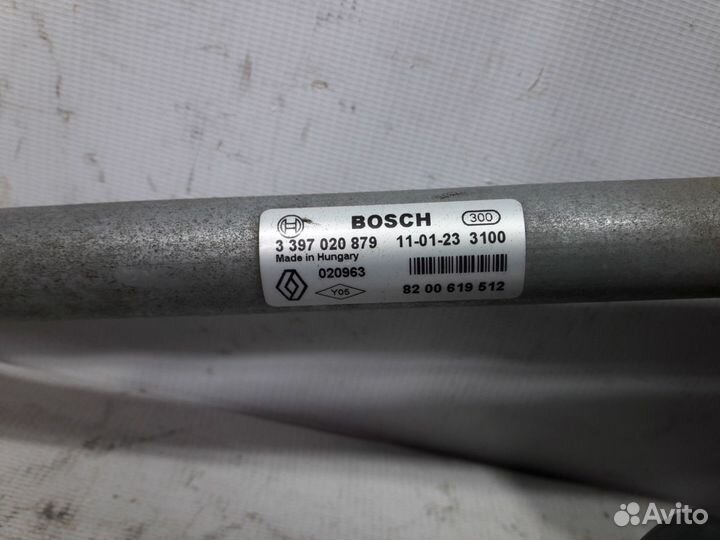 BOSCH 300
3 397 020 879 11-01-23 3100
Made in Hungary
020963
Y05 82 00 619 512
Avito